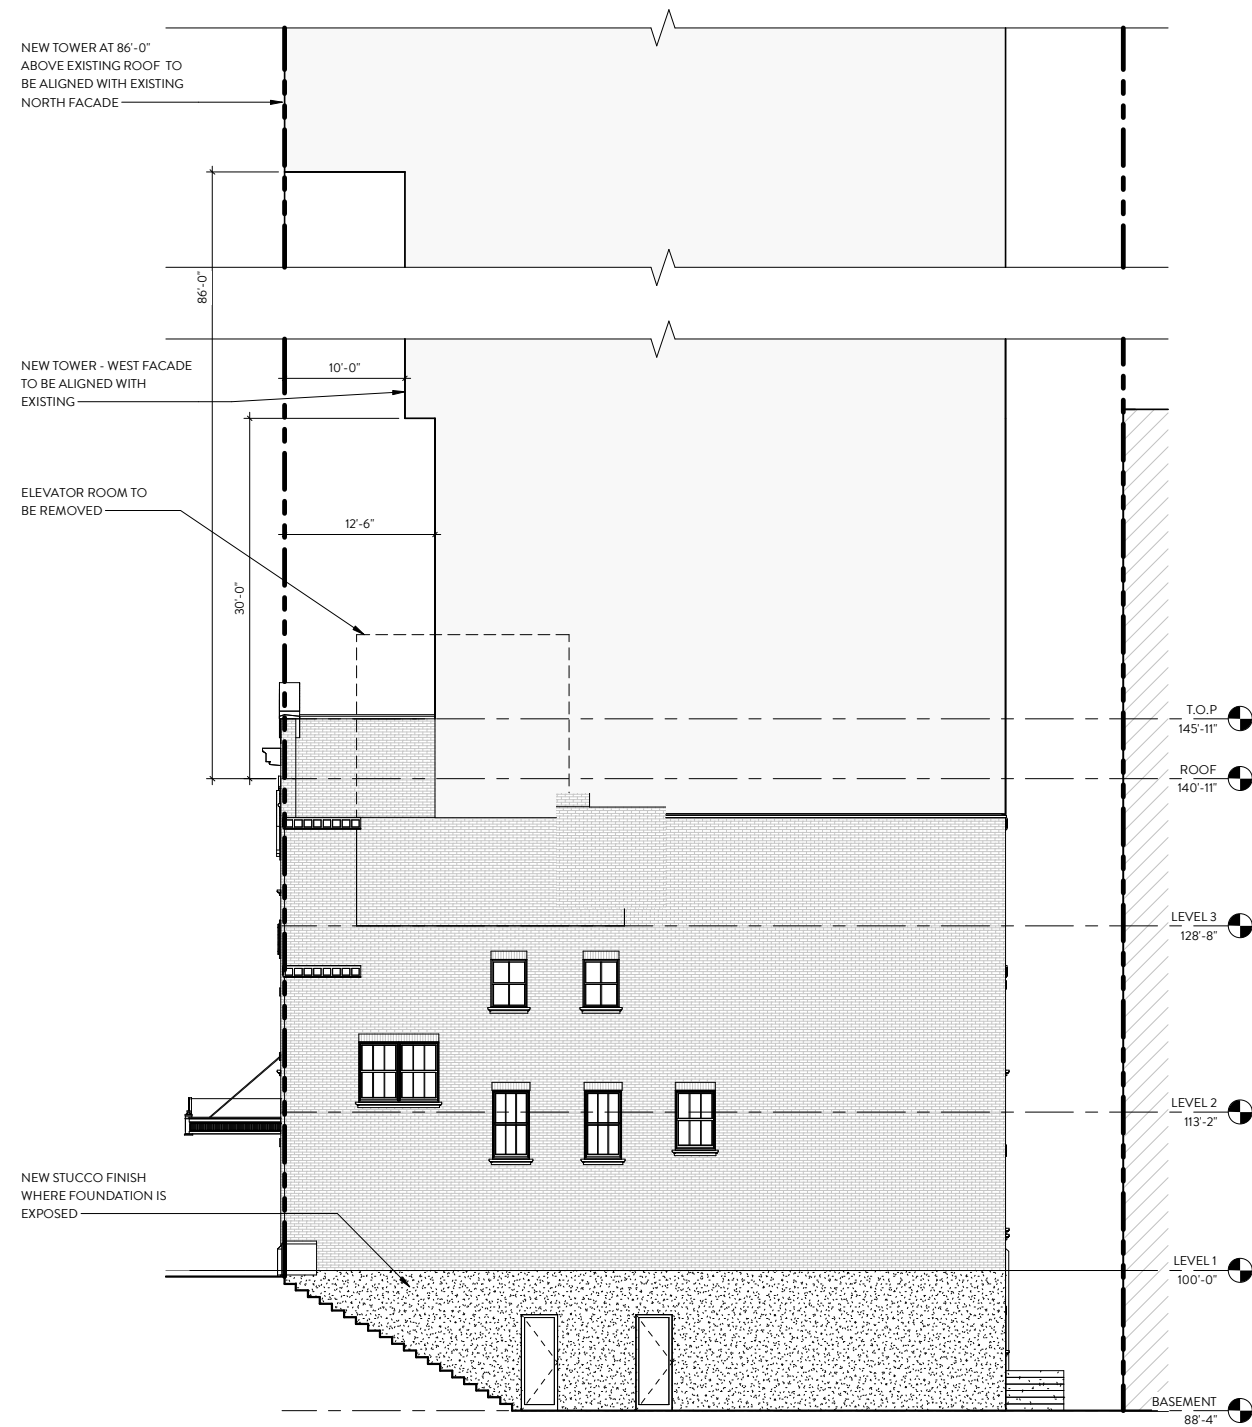 NEW TOWER AT 86'-0"
ABOVE EXISTING ROOF TO
BE ALIGNED WITH EXISTING
NORTH FACADE
86'-0"
NEW TOWER - WEST FACADE
TO BE ALIGNED WITH
EXISTING
10'-0"
ELEVATOR ROOM TO
BE REMOVED
12'-6"
30'-0"
T.O.P
145'-11"
ROOF
140'-11"
LEVEL 3
128'-8"
LEVEL 2
113'-2"
NEW STUCCO FINISH
WHERE FOUNDATION IS
EXPOSED
LEVEL 1
100'-0"
BASEMENT
88'-4"